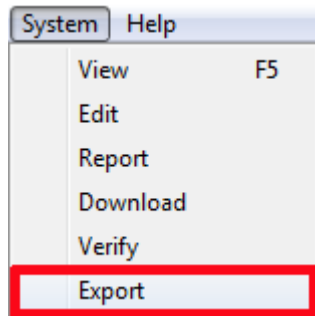 System Help
View F5
Edit
Report
Download
Verify
Export